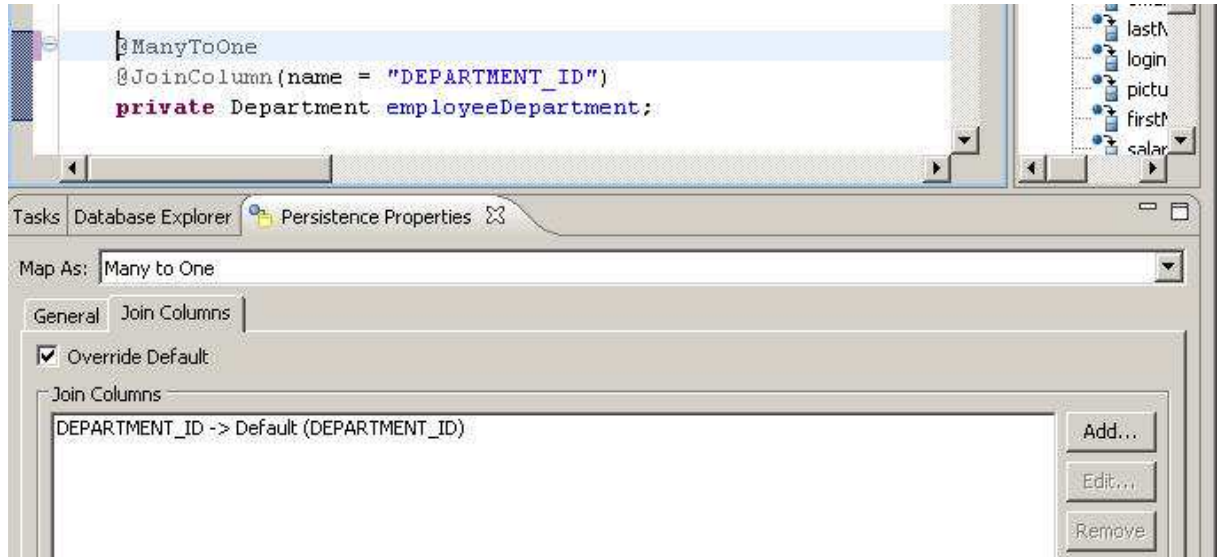 @ManyToOne
@JoinColumn(name = "DEPARTMENT_ID")
private Department employeeDepartment;
lastN
login
pictu
firstN
salar
Tasks
Database Explorer
Persistence Properties
Map As: Many to One
General
Join Columns
Override Default
Join Columns
DEPARTMENT_ID -> Default (DEPARTMENT_ID)
Add...
Edit...
Remove